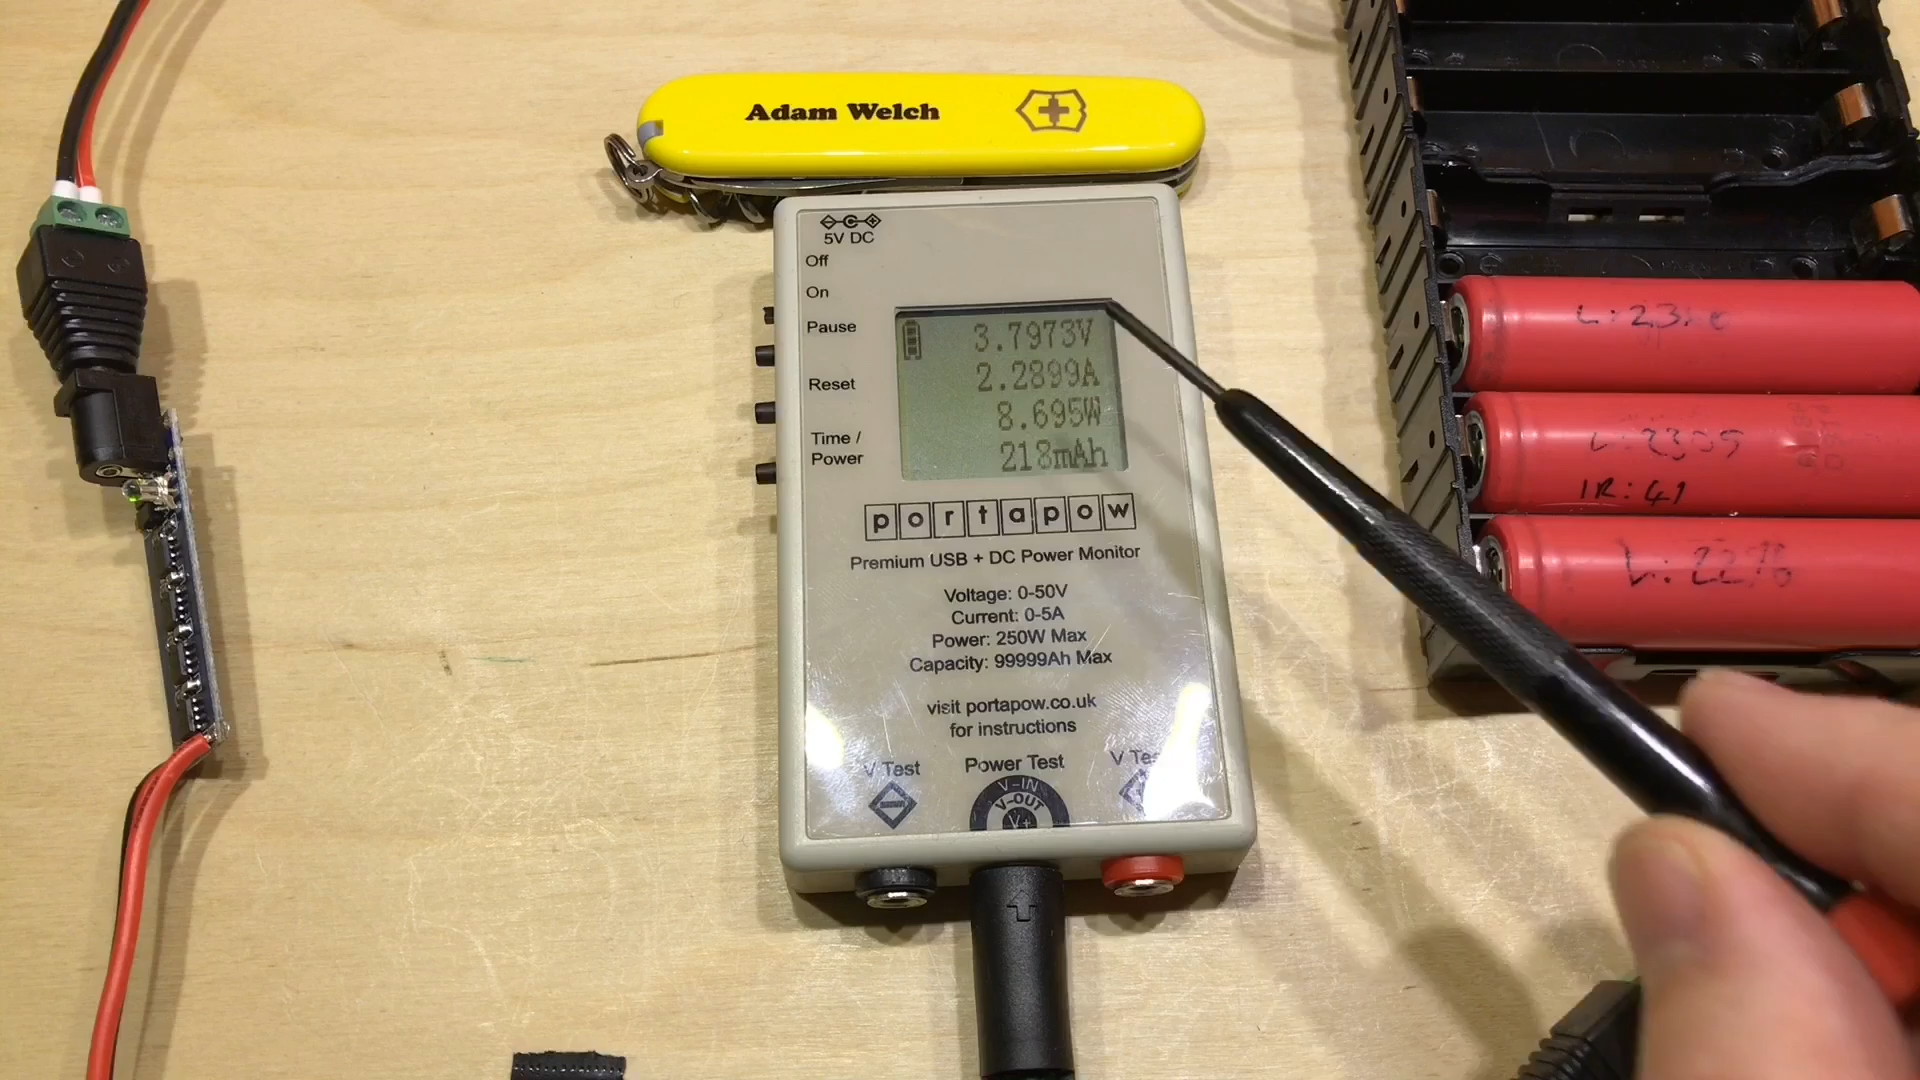 Adam Welch
5V DC
Off
On
Pause
Reset
Time /
Power
3.7973V
2.2899A
8.695W
218mAh
portapow
Premium USB + DC Power Monitor
Voltage: 0-50V
Current: 0-5A
Power: 250W Max
Capacity: 99999Ah Max
visit portapow.co.uk
for instructions
V Test
Power Test
V-IN
V-OUT
V+
L: 2305
IR: 41